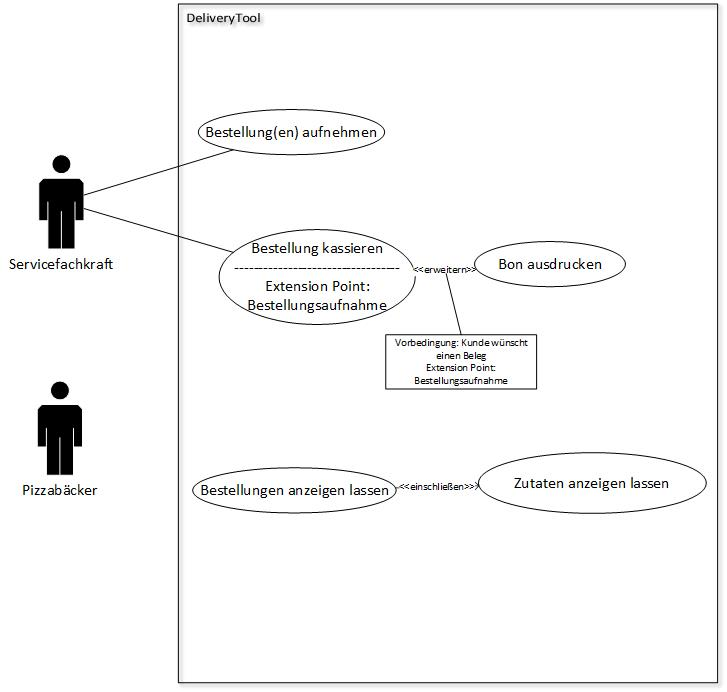 DeliveryTool
Bestellung(en) aufnehmen
Servicefachkraft
Bestellung kassieren
--------------------------------------
Extension Point:
Bestellungsaufnahme
<<erweitern>>
Bon ausdrucken
Vorbedingung: Kunde wünscht
einen Beleg
Extension Point:
Bestellungsaufnahme
Pizzabäcker
Bestellungen anzeigen lassen
<<einschließen>>
Zutaten anzeigen lassen